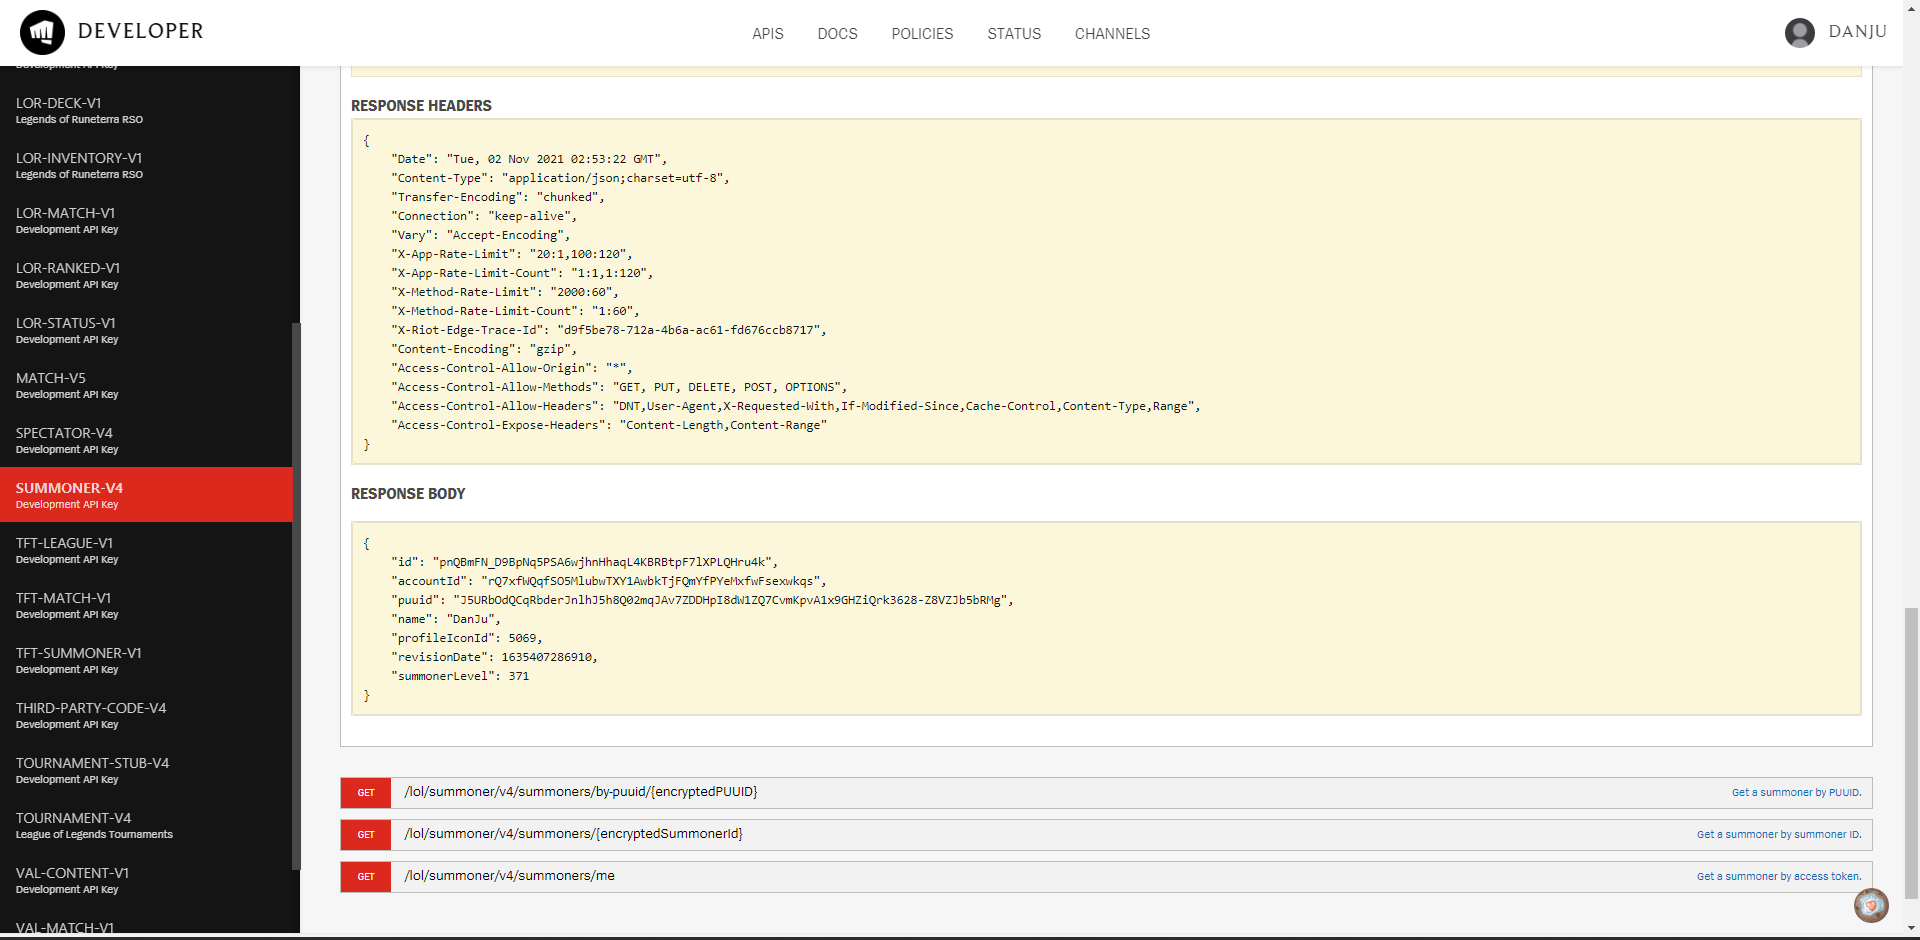 DEVELOPER
APIS
DOCS
POLICIES
STATUS
CHANNELS
DANJU
Development API Key
LOR-DECK-V1
Legends of Runeterra RSO
LOR-INVENTORY-V1
Legends of Runeterra RSO
LOR-MATCH-V1
Development API Key
LOR-RANKED-V1
Development API Key
LOR-STATUS-V1
Development API Key
MATCH-V5
Development API Key
SPECTATOR-V4
Development API Key
SUMMONER-V4
Development API Key
TFT-LEAGUE-V1
Development API Key
TFT-MATCH-V1
Development API Key
TFT-SUMMONER-V1
Development API Key
THIRD-PARTY-CODE-V4
Development API Key
TOURNAMENT-STUB-V4
Development API Key
TOURNAMENT-V4
League of Legends Tournaments
VAL-CONTENT-V1
Development API Key
VAL-MATCH-V1
RESPONSE HEADERS
{
"Date": "Tue, 02 Nov 2021 02:53:22 GMT",
"Content-Type": "application/json;charset=utf-8",
"Transfer-Encoding": "chunked",
"Connection": "keep-alive",
"Vary": "Accept-Encoding",
"X-App-Rate-Limit": "20:1,100:120",
"X-App-Rate-Limit-Count": "1:1,1:120",
"X-Method-Rate-Limit": "2000:60",
"X-Method-Rate-Limit-Count": "1:60",
"X-Riot-Edge-Trace-Id": "d9f5be78-712a-4b6a-ac61-fd676ccb8717",
"Content-Encoding": "gzip",
"Access-Control-Allow-Origin": "*",
"Access-Control-Allow-Methods": "GET, PUT, DELETE, POST, OPTIONS",
"Access-Control-Allow-Headers": "DNT,User-Agent,X-Requested-With,If-Modified-Since,Cache-Control,Content-Type,Range",
"Access-Control-Expose-Headers": "Content-Length,Content-Range"
}
RESPONSE BODY
{
"id": "pnQBmFN_D9BpNq5PSA6wjhnHhaqL4KBRBtpF7lXPLQHru4k",
"accountId": "rQ7xfWQqfSO5MlubwTXY1AwbkTjFQmYfPYeMxfwFsexwkqs",
"puuid": "J5URbOdQCqRbderJnlhJ5h8Q02mqJAv7ZDDHpI8dW1ZQ7CvmKpvA1x9GHZiQrk3628-Z8VZJb5bRMg",
"name": "DanJu",
"profileIconId": 5069,
"revisionDate": 1635407286910,
"summonerLevel": 371
}
GET /lol/summoner/v4/summoners/by-puuid/{encryptedPUUID} Get a summoner by PUUID.
GET /lol/summoner/v4/summoners/{encryptedSummonerId} Get a summoner by summoner ID.
GET /lol/summoner/v4/summoners/me Get a summoner by access token.